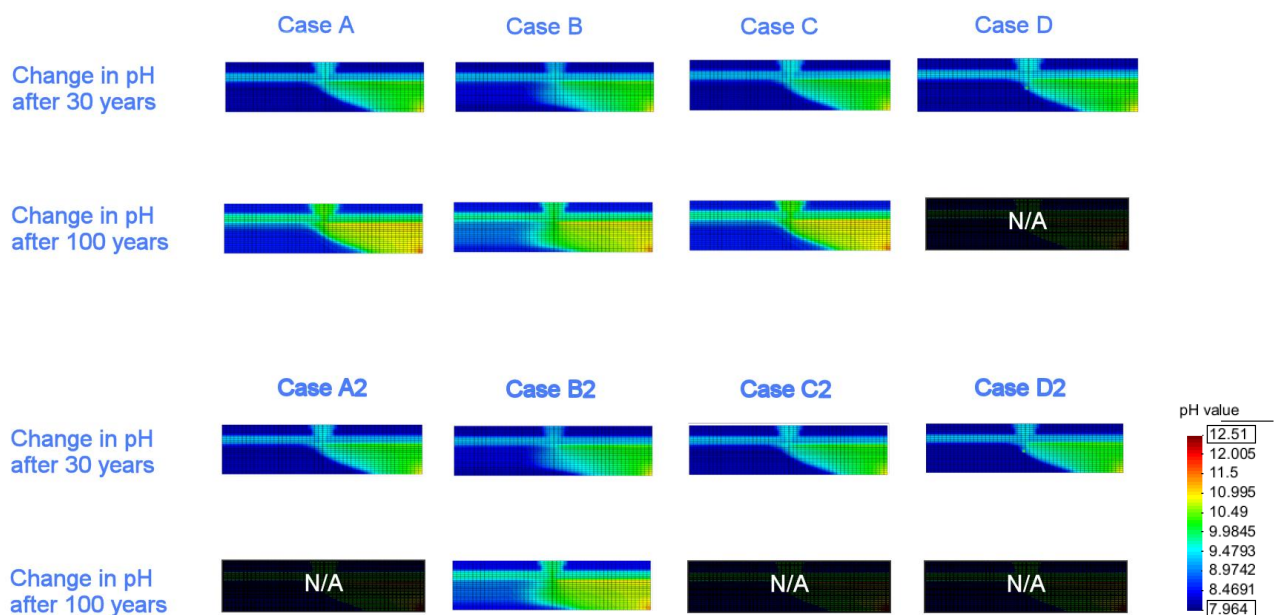 Case A Case B Case C Case D
Change in pH
after 30 years
Change in pH
after 100 years
N/A
Case A2 Case B2 Case C2 Case D2
Change in pH
after 30 years
Change in pH
after 100 years
N/A N/A N/A
pH value
12.51
12.005
11.5
10.995
10.49
9.9845
9.4793
8.9742
8.4691
7.964